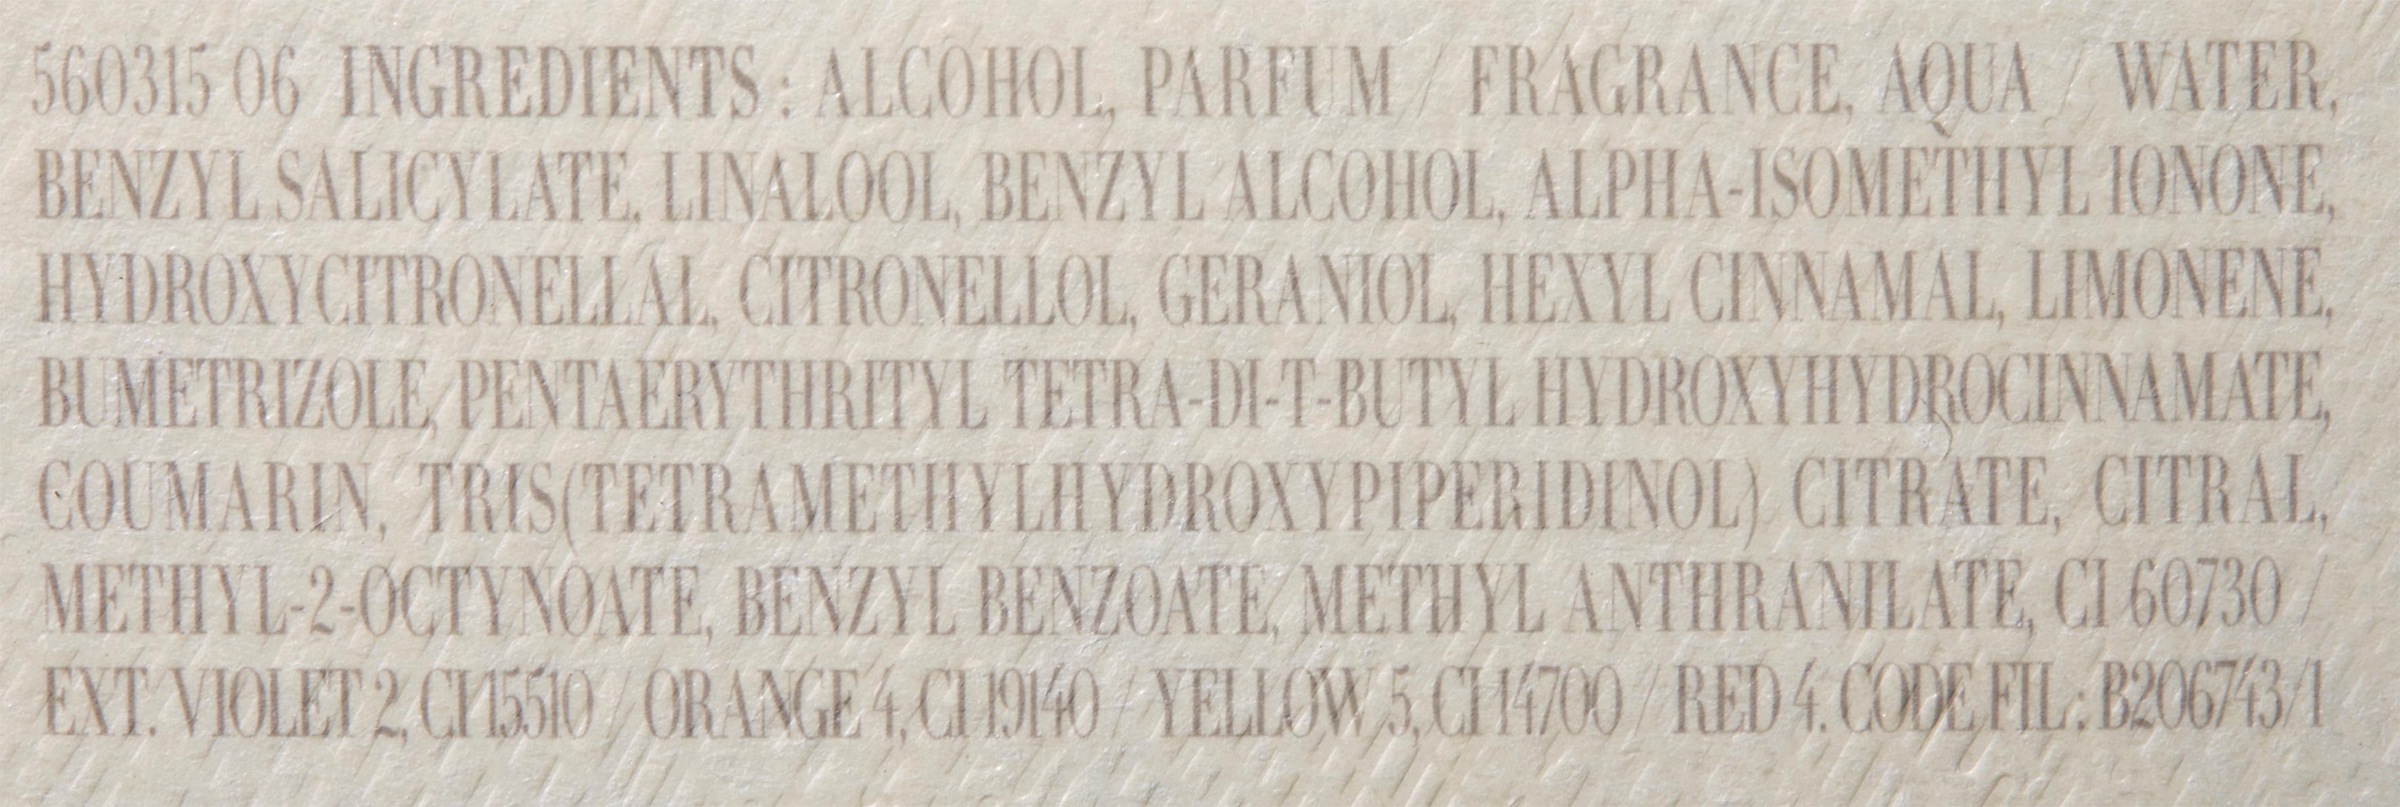 560315 06 INGREDIENTS : ALCOHOL, PARFUM / FRAGRANCE, AQUA / WATER,
BENZYL SALICYLATE, LINALOOL, BENZYL ALCOHOL, ALPHA-ISOMETHYL IONONE,
HYDROXYCITRONELLAL, CITRONELLOL, GERANIOL, HEXYL CINNAMAL, LIMONENE,
BUMETRIZOLE, PENTAERYTHRITYL TETRA-DI-T-BUTYL HYDROXYHYDROCINNAMATE,
COUMARIN, TRIS(TETRAMETHYLHYDROXYPIPERIDINOL) CITRATE, CITRAL,
METHYL-2-OCTYNOATE, BENZYL BENZOATE, METHYL ANTHRANILATE, CI 60730 /
EXT. VIOLET 2, CI 15510 / ORANGE 4, CI 19140 / YELLOW 5, CI 14700 / RED 4. CODE FIL : B206743/1